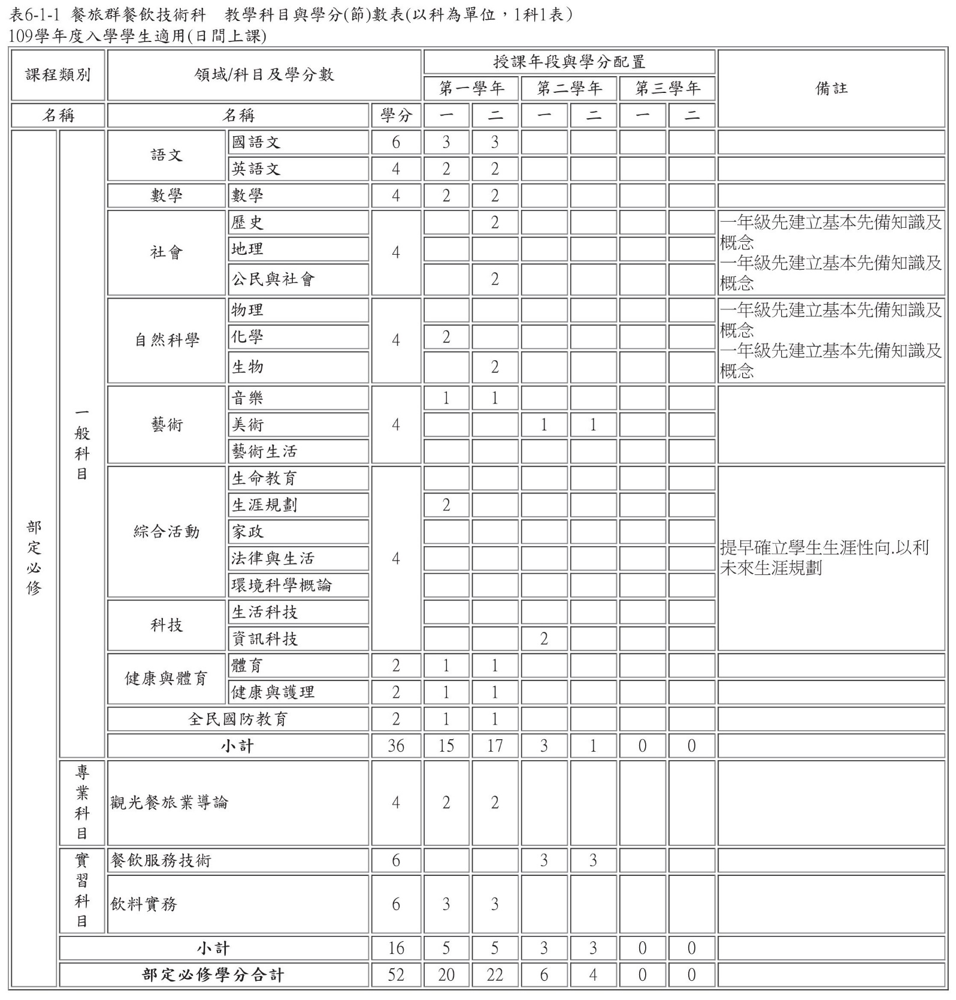 表6-1-1 餐旅群餐飲技術科　教學科目與學分(節)數表(以科為單位，1科1表)
109學年度入學學生適用(日間上課)
課程類別 領域/科目及學分數 授課年段與學分配置 備註
第一學年 第二學年 第三學年
名稱 名稱 學分 一 二 一 二 一 二
部定必修
一般科目
語文 國語文 6 3 3
英語文 4 2 2
數學 數學 4 2 2
社會 4
歷史 2
地理
公民與社會 2
一年級先建立基本先備知識及
概念
一年級先建立基本先備知識及
概念
自然科學 4
物理
化學 2
生物 2
一年級先建立基本先備知識及
概念
一年級先建立基本先備知識及
概念
藝術 4
音樂 1 1
美術 1 1
藝術生活
綜合活動 4
生命教育
生涯規劃 2
家政
法律與生活
環境科學概論
科技
生活科技
資訊科技 2
提早確立學生生涯性向.以利
未來生涯規劃
健康與體育 體育 2 1 1
健康與護理 2 1 1
全民國防教育 2 1 1
小計 36 15 17 3 1 0 0
專業科目
觀光餐旅業導論 4 2 2
實習科目
餐飲服務技術 6 3 3
飲料實務 6 3 3
小計 16 5 5 3 3 0 0
部定必修學分合計 52 20 22 6 4 0 0